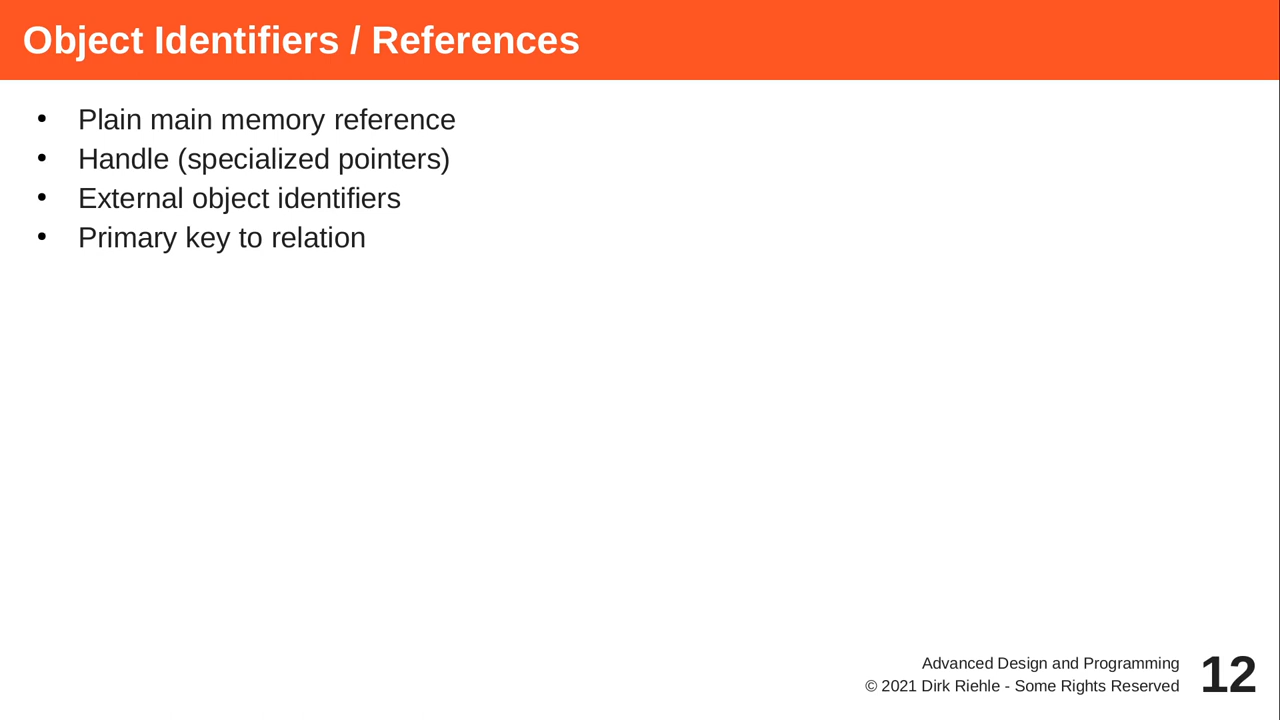 Object Identifiers / References
• Plain main memory reference
• Handle (specialized pointers)
• External object identifiers
• Primary key to relation
Advanced Design and Programming
© 2021 Dirk Riehle - Some Rights Reserved
12